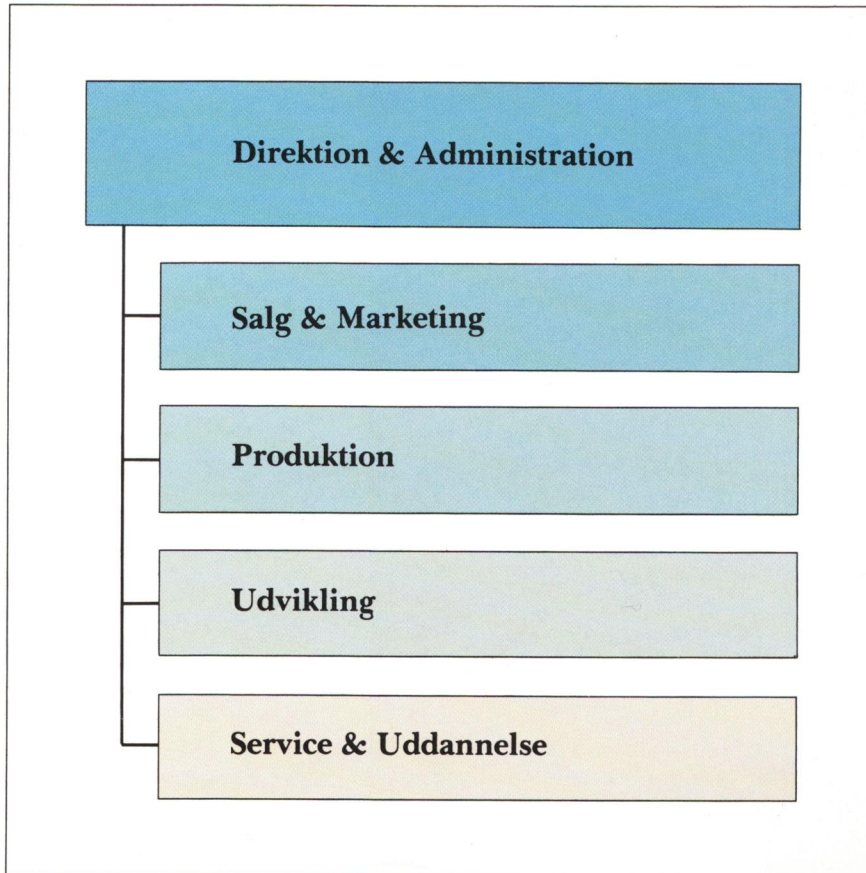 Direktion & Administration
Salg & Marketing
Produktion
Udvikling
Service & Uddannelse